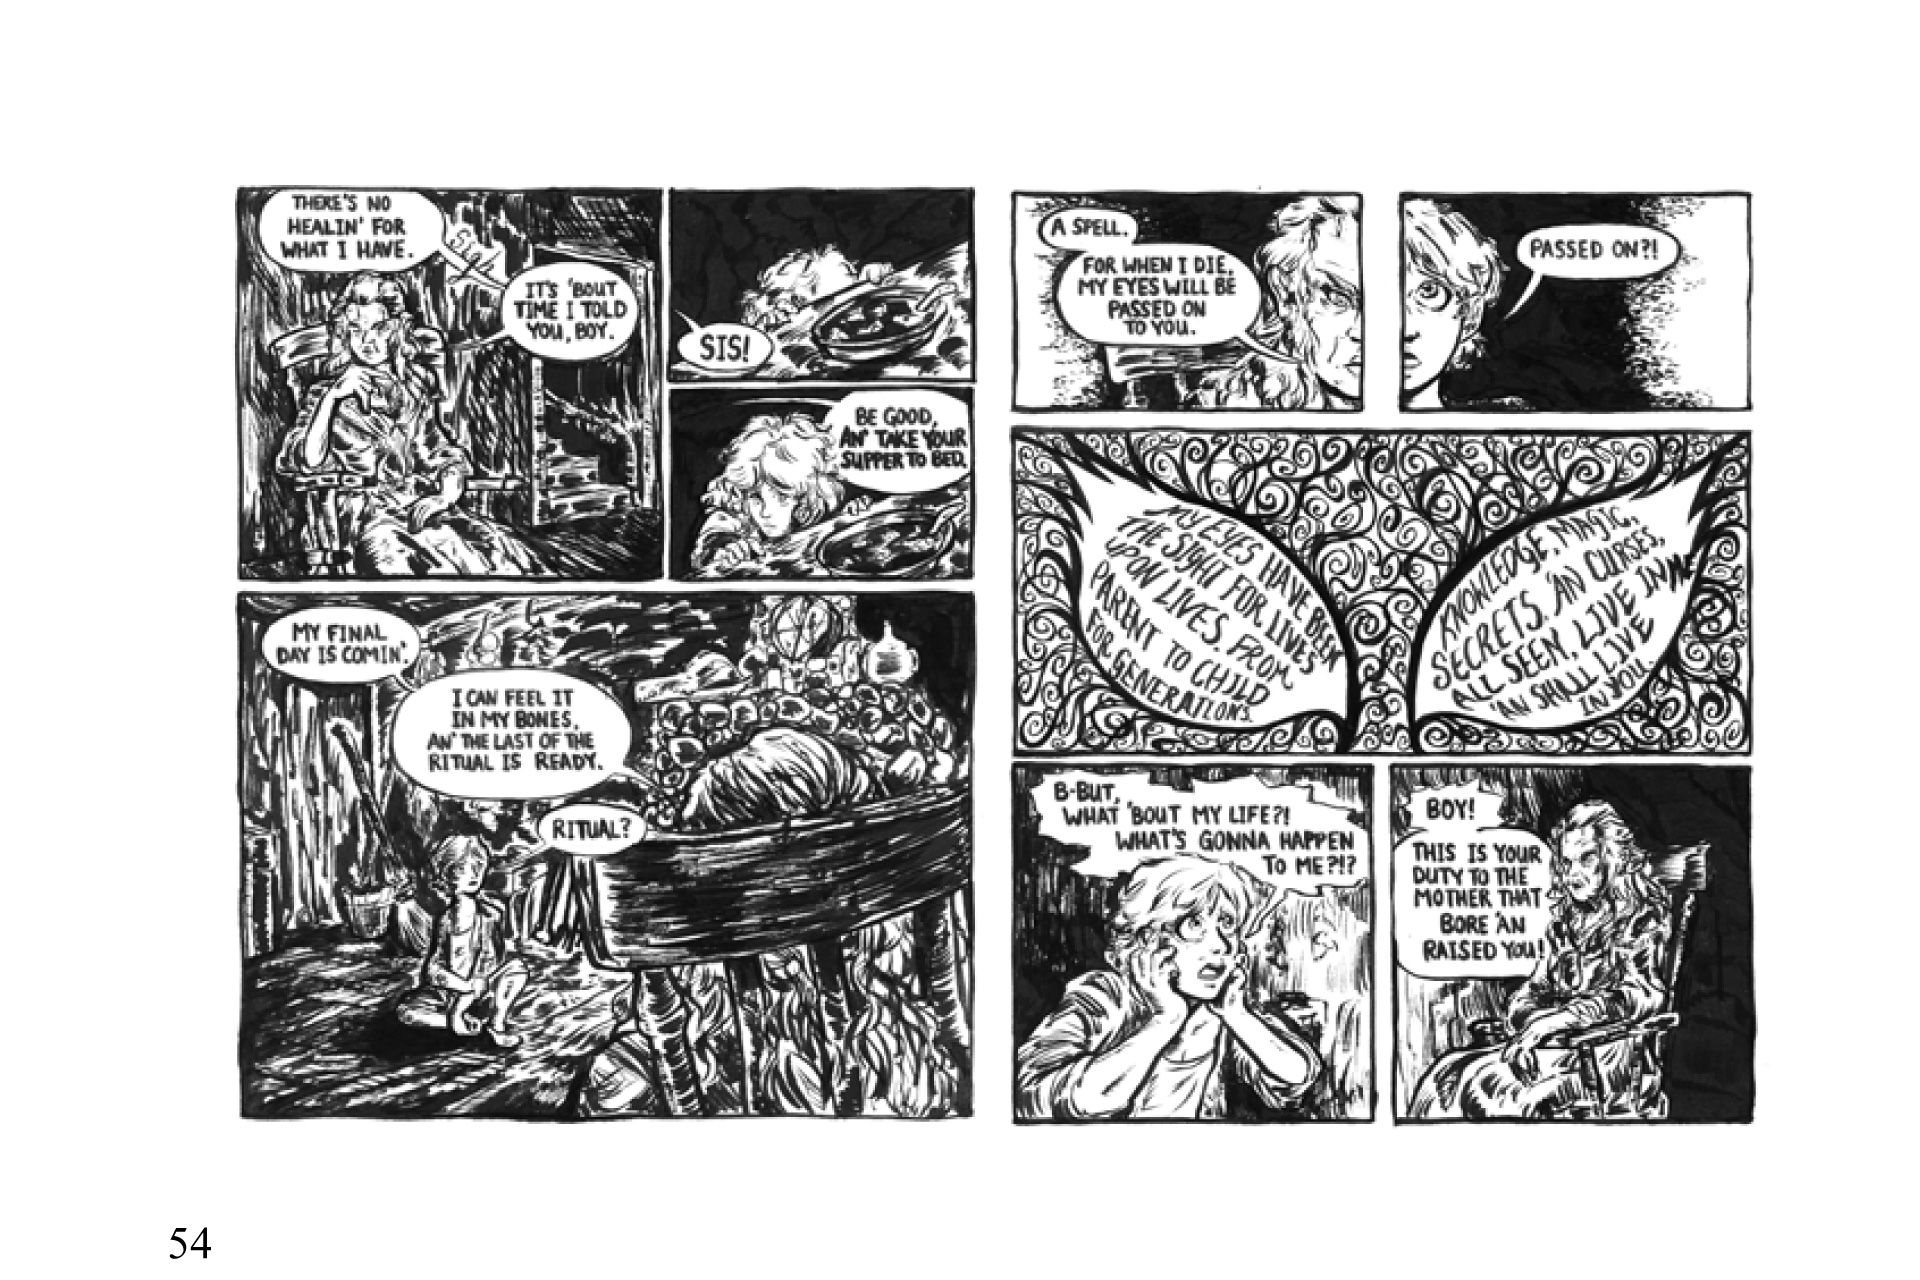 THERE'S NO
HEALIN' FOR
WHAT I HAVE.
SIGH
IT'S 'BOUT
TIME I TOLD
YOU, BOY.
SIS!
BE GOOD,
AN' TAKE YOUR
SUPPER TO BED.
MY FINAL
DAY IS COMIN'.
I CAN FEEL IT
IN MY BONES.
AN' THE LAST OF THE
RITUAL IS READY.
RITUAL?
A SPELL.
FOR WHEN I DIE,
MY EYES WILL BE
PASSED ON
TO YOU.
PASSED ON?!
MY EYES HAVE BEEN
THE SIGHT FOR LIVES
UPON LIVES. FROM
PARENT TO CHILD
FOR GENERATIONS.
KNOWLEDGE, MAGIC,
SECRETS, 'AN CURSES,
ALL SEEN, LIVE IN ME
'AN SHALL LIVE
IN YOU.
B-BUT,
WHAT 'BOUT MY LIFE?!
WHAT'S GONNA HAPPEN
TO ME?!?
BOY!
THIS IS YOUR
DUTY TO THE
MOTHER THAT
BORE 'AN
RAISED YOU!
54